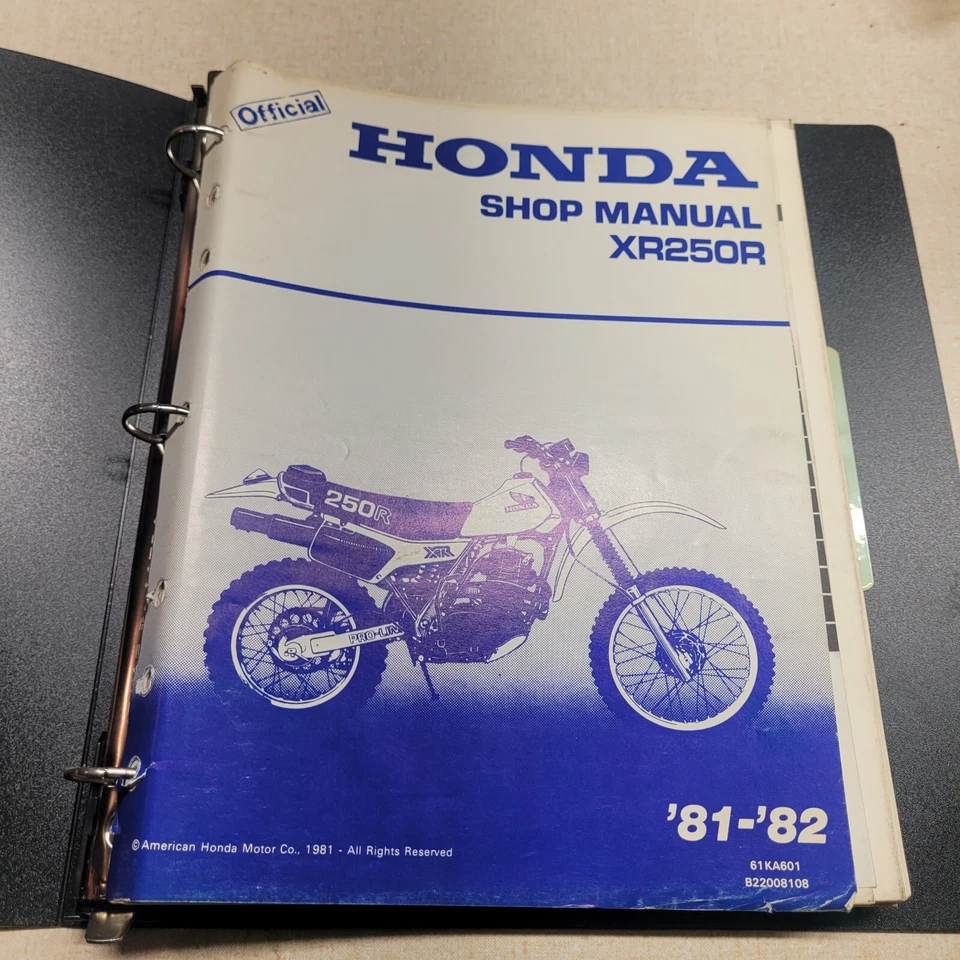 Official
HONDA
SHOP MANUAL
XR250R
250R
HONDA
XR
PRO-LIN
'81-'82
©American Honda Motor Co., 1981 - All Rights Reserved
61KA601
B22008108